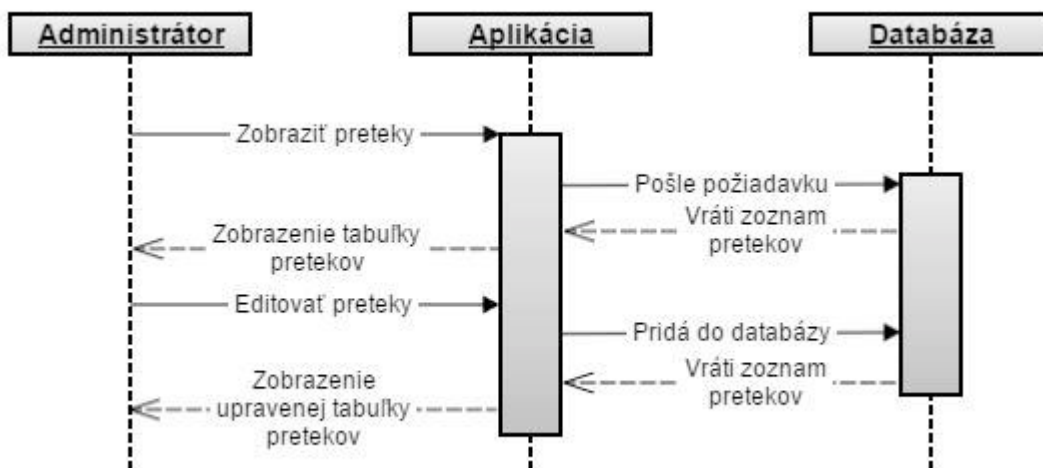 Administrátor
Aplikácia
Databáza
Zobraziť preteky
Pošle požiadavku
Vráti zoznam
pretekov
Zobrazenie tabuľky
pretekov
Editovať preteky
Pridá do databázy
Vráti zoznam
pretekov
Zobrazenie
upravenej tabuľky
pretekov